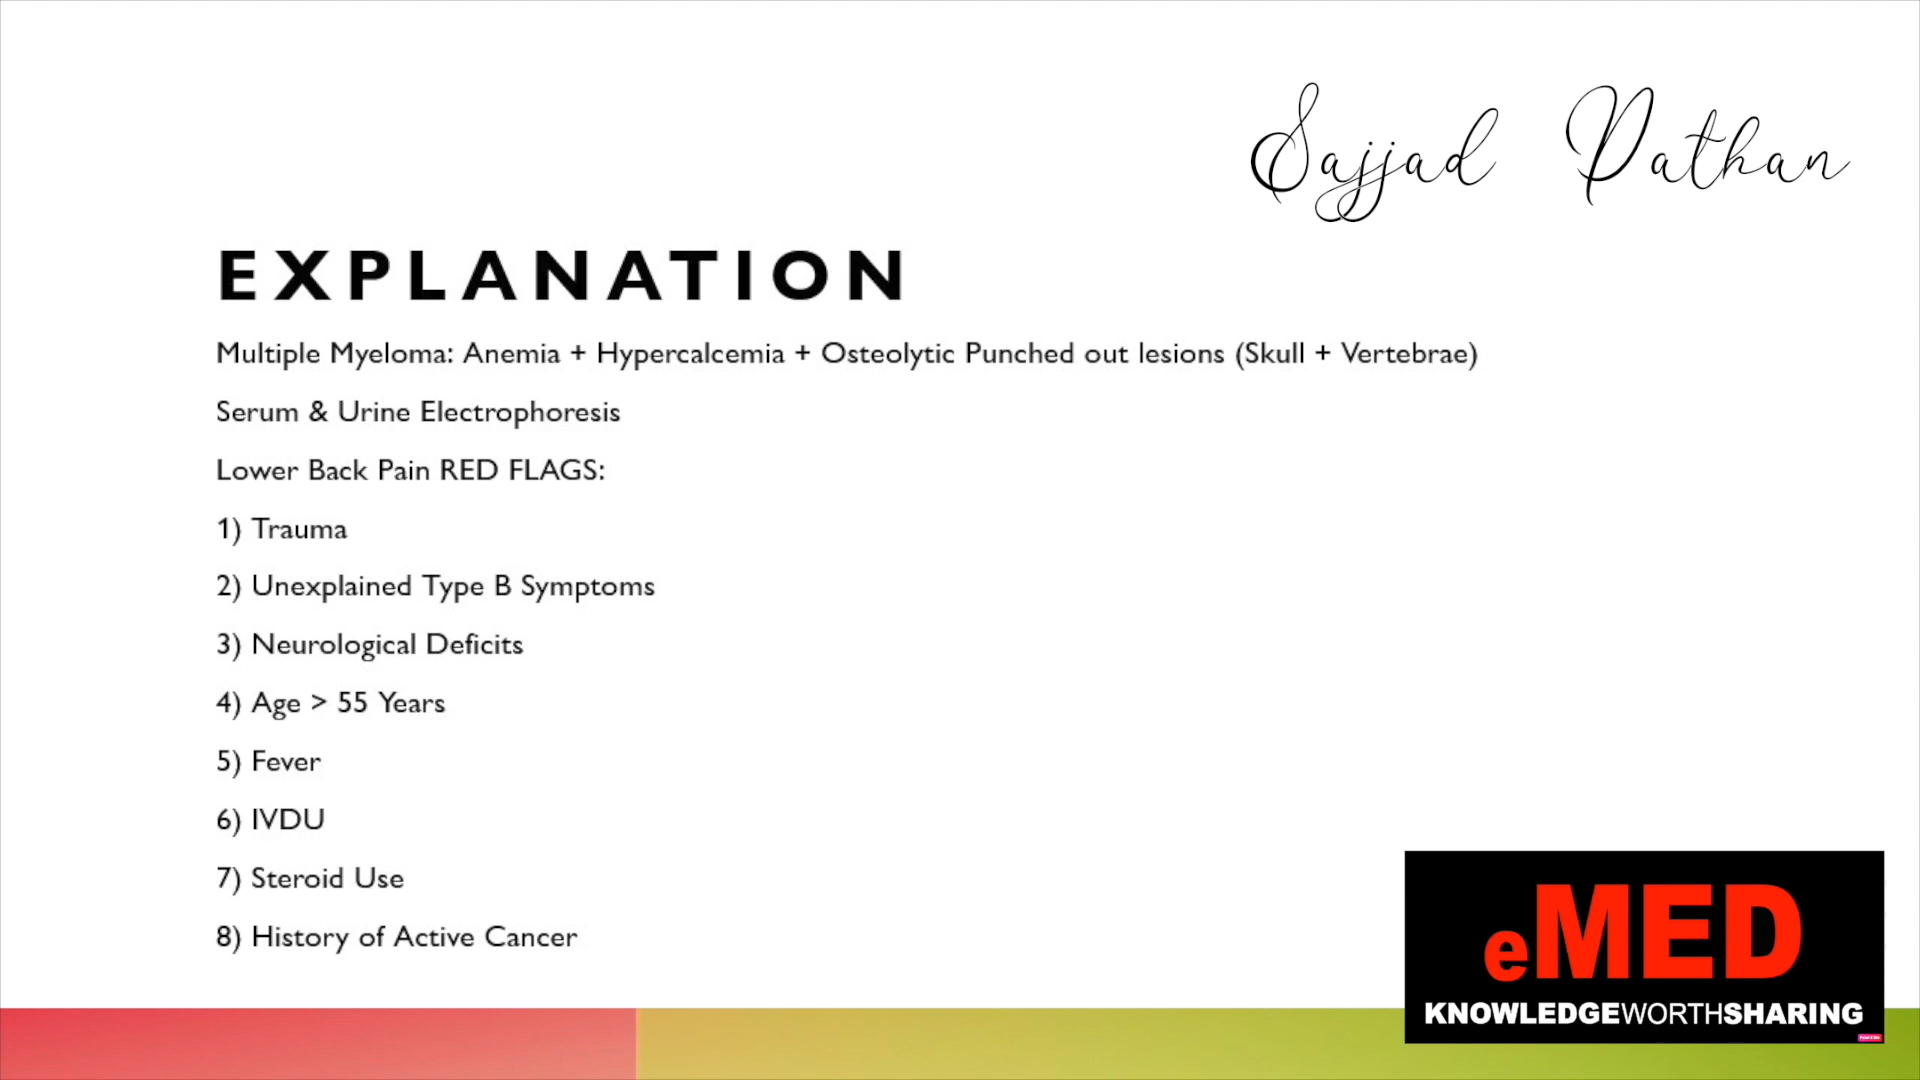 Sajjad Pathan
EXPLANATION
Multiple Myeloma: Anemia + Hypercalcemia + Osteolytic Punched out lesions (Skull + Vertebrae)
Serum & Urine Electrophoresis
Lower Back Pain RED FLAGS:
1) Trauma
2) Unexplained Type B Symptoms
3) Neurological Deficits
4) Age > 55 Years
5) Fever
6) IVDU
7) Steroid Use
8) History of Active Cancer
eMED
KNOWLEDGEWORTHSHARING